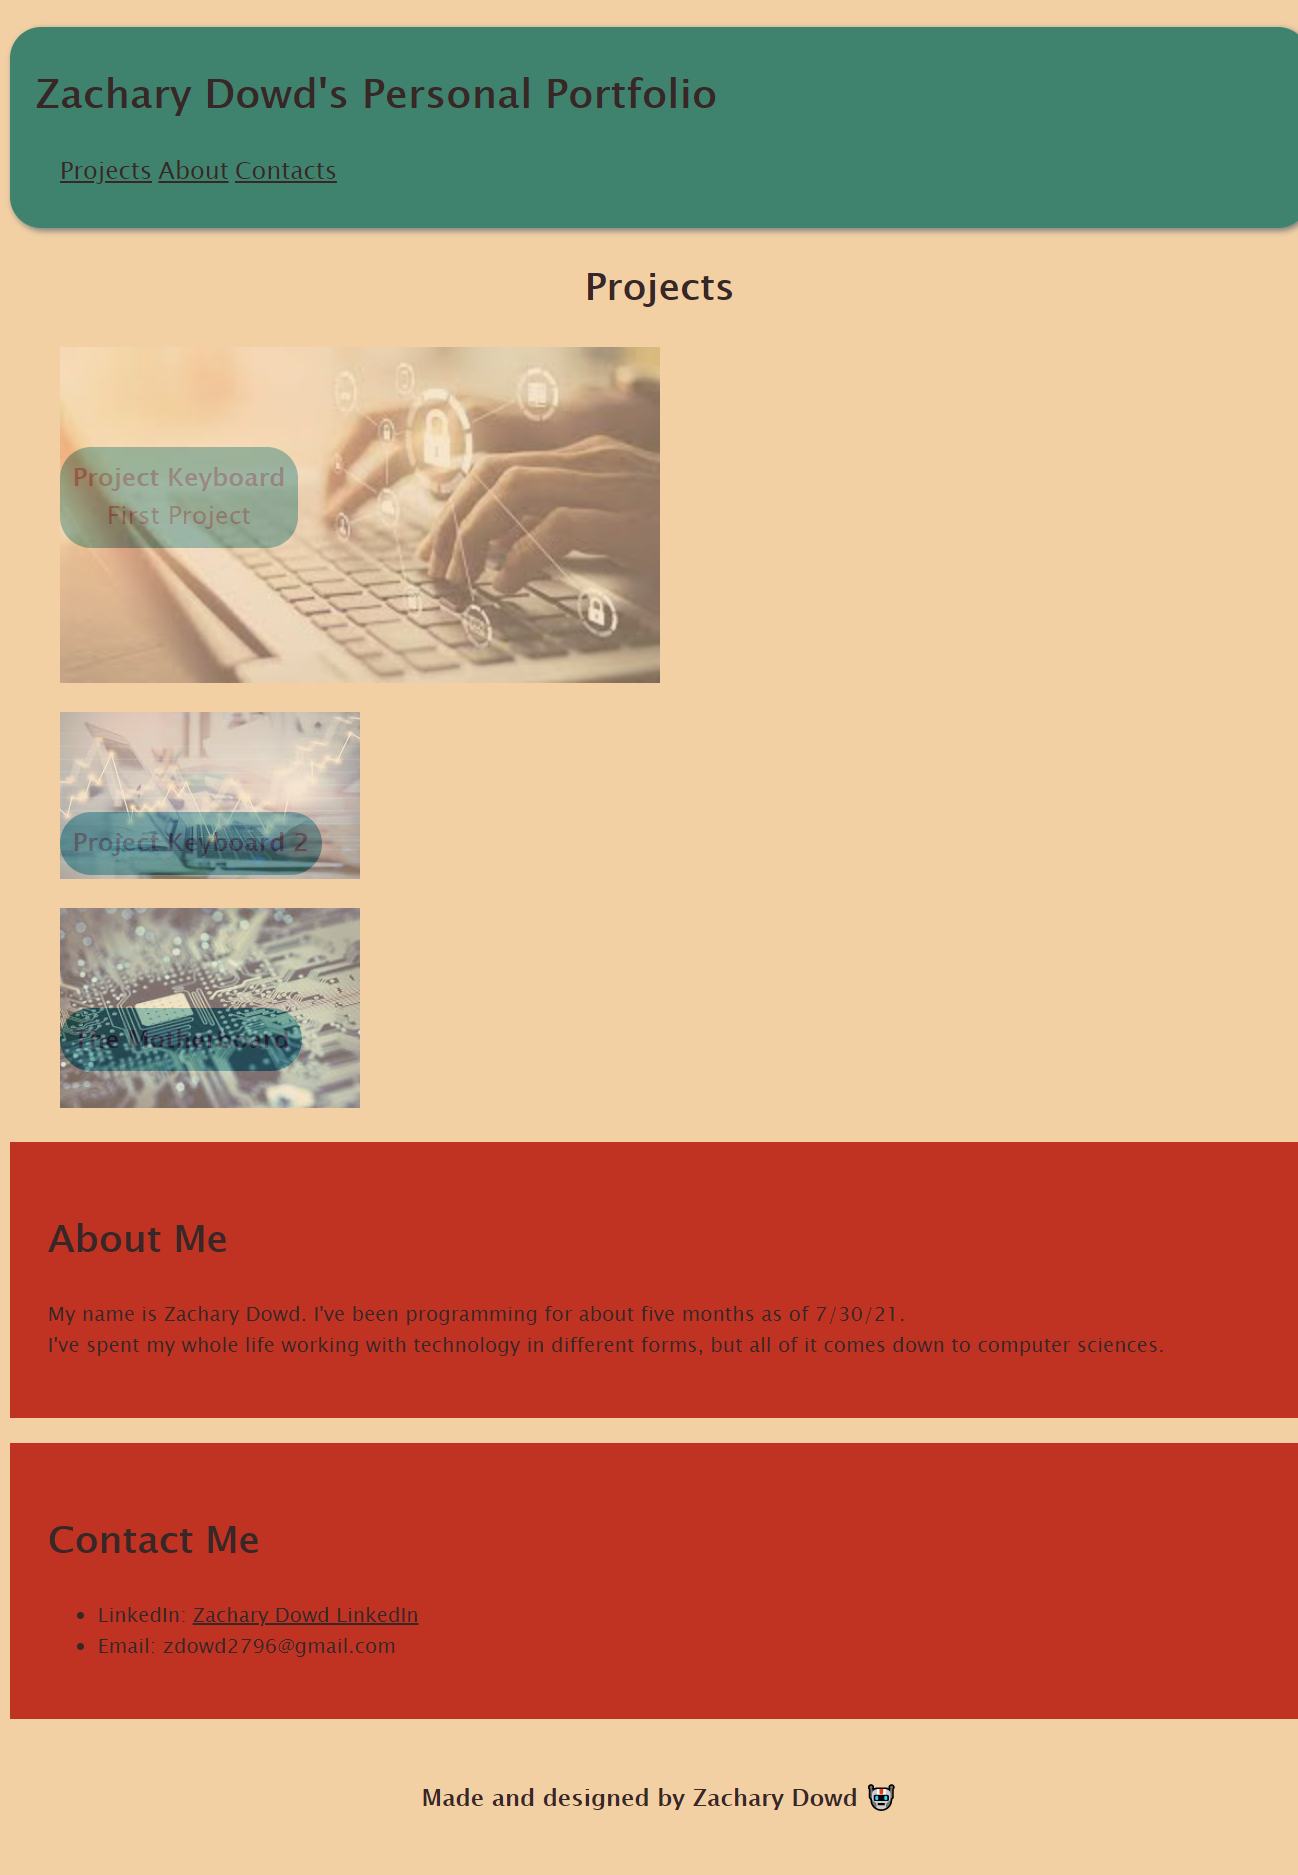 Zachary Dowd's Personal Portfolio
Projects About Contacts
Projects
Project Keyboard
First Project
Project Keyboard 2
The Motherboard
About Me
My name is Zachary Dowd. I've been programming for about five months as of 7/30/21.
I've spent my whole life working with technology in different forms, but all of it comes down to computer sciences.
Contact Me
LinkedIn: Zachary Dowd LinkedIn
Email: zdowd2796@gmail.com
Made and designed by Zachary Dowd